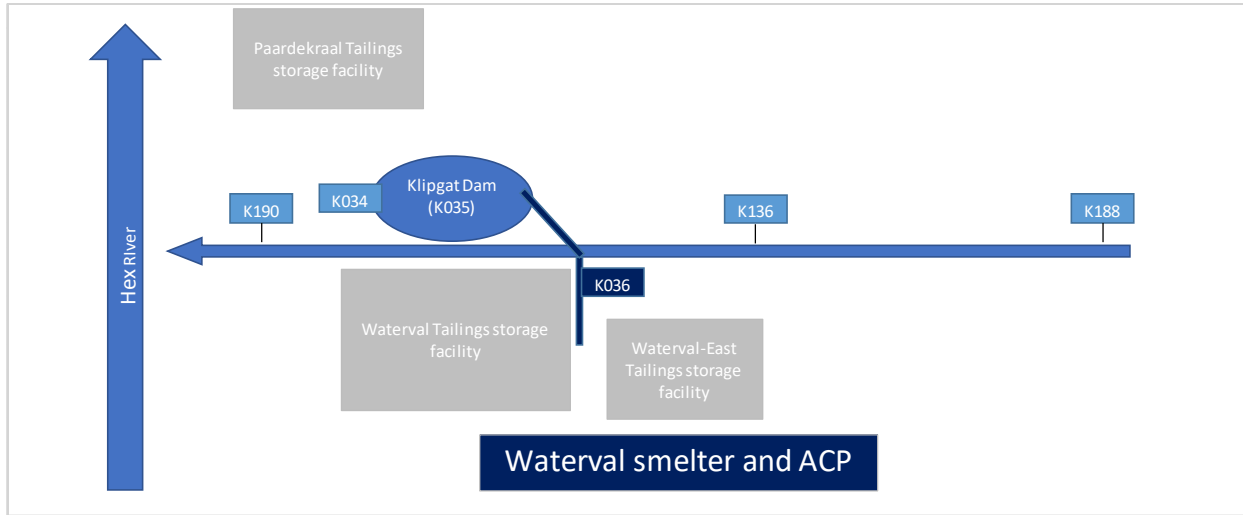 Paardekraal Tailings
storage facility
Hex River
K190
K034
Klipgat Dam
(K035)
K136
K188
K036
Waterval Tailings storage
facility
Waterval-East
Tailings storage
facility
Waterval smelter and ACP